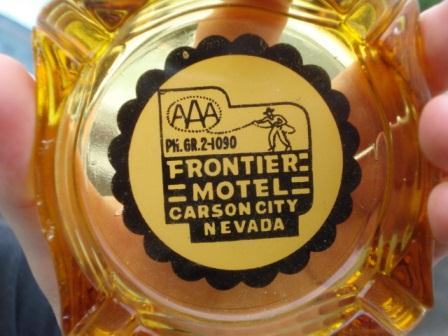 AAA
PH. GR. 2-1090
FRONTIER
MOTEL
CARSON CITY
NEVADA